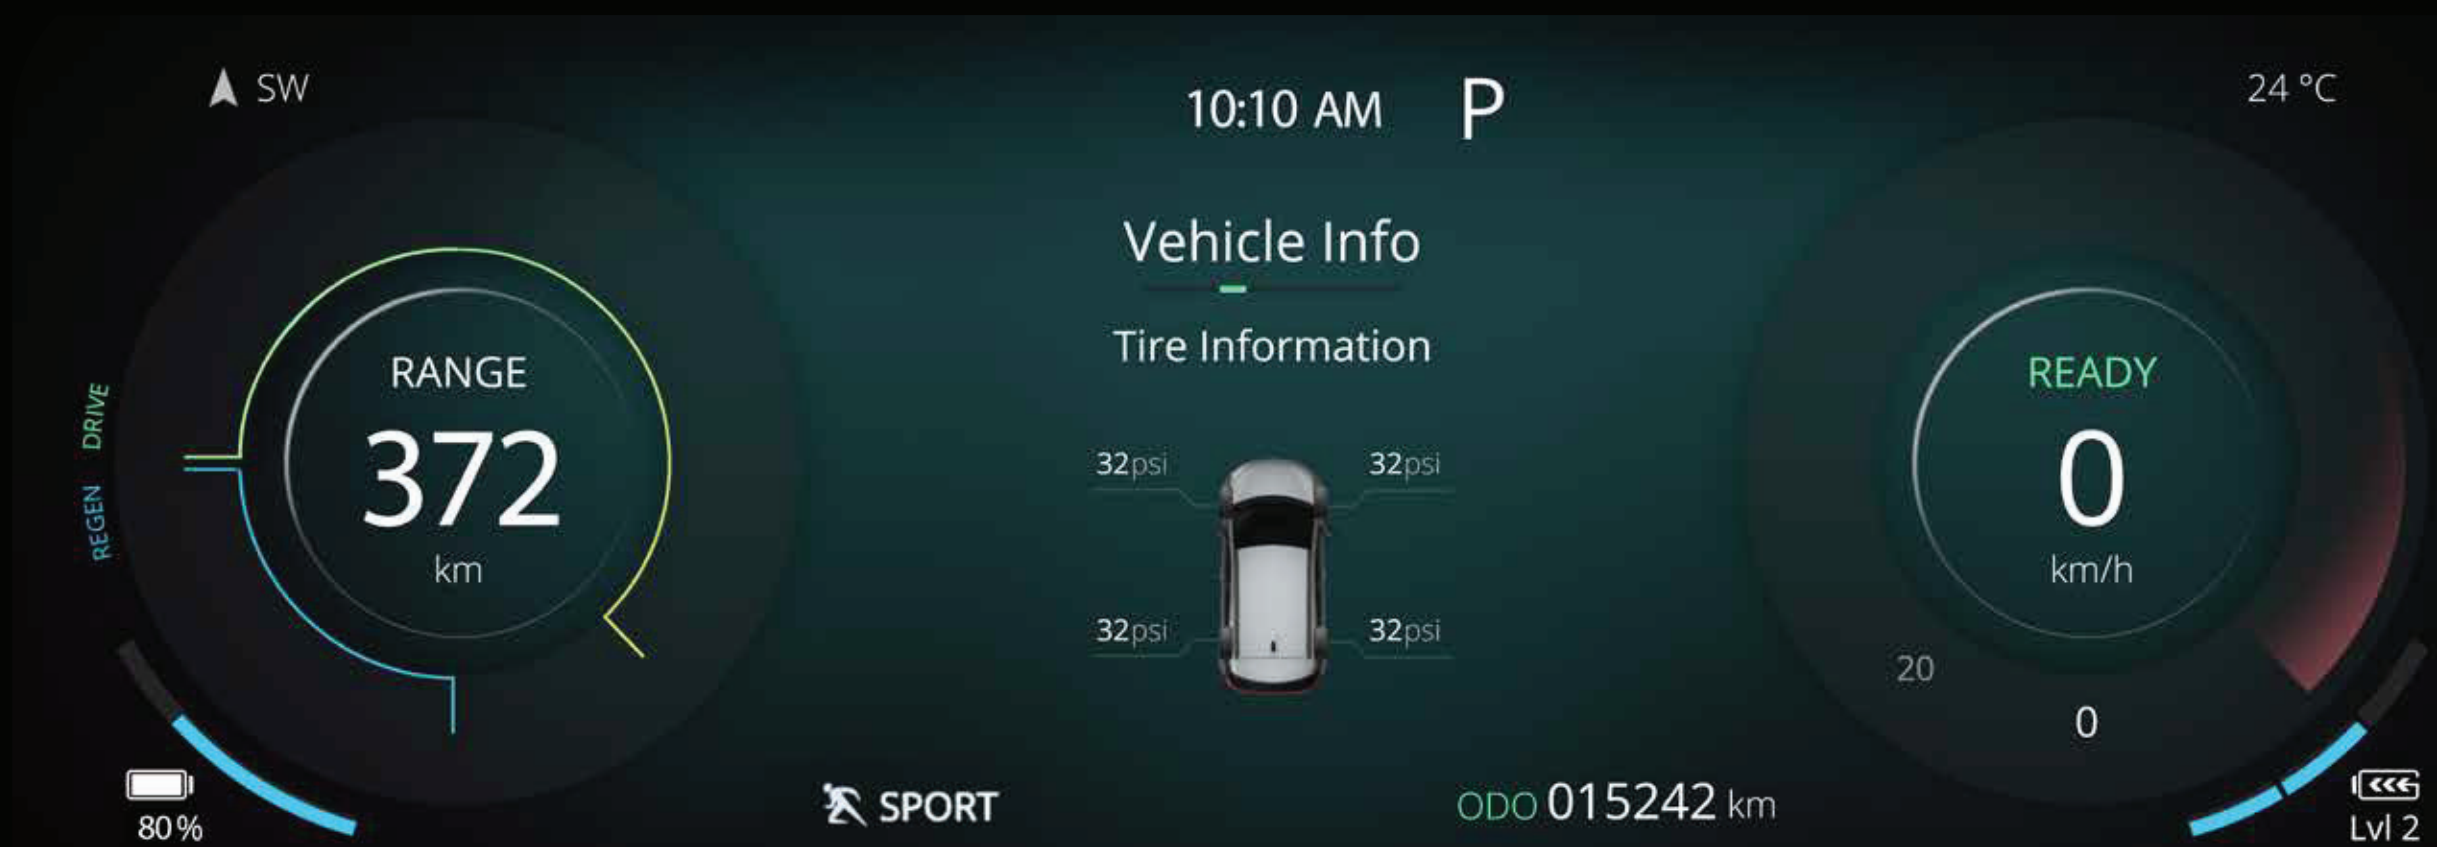 SW
10:10 AM P
24 °C
Vehicle Info
Tire Information
DRIVE
REGEN
RANGE
372
km
32psi 32psi
32psi 32psi
READY
0
km/h
20
0
80%
SPORT
ODO 015242 km
Lvl 2